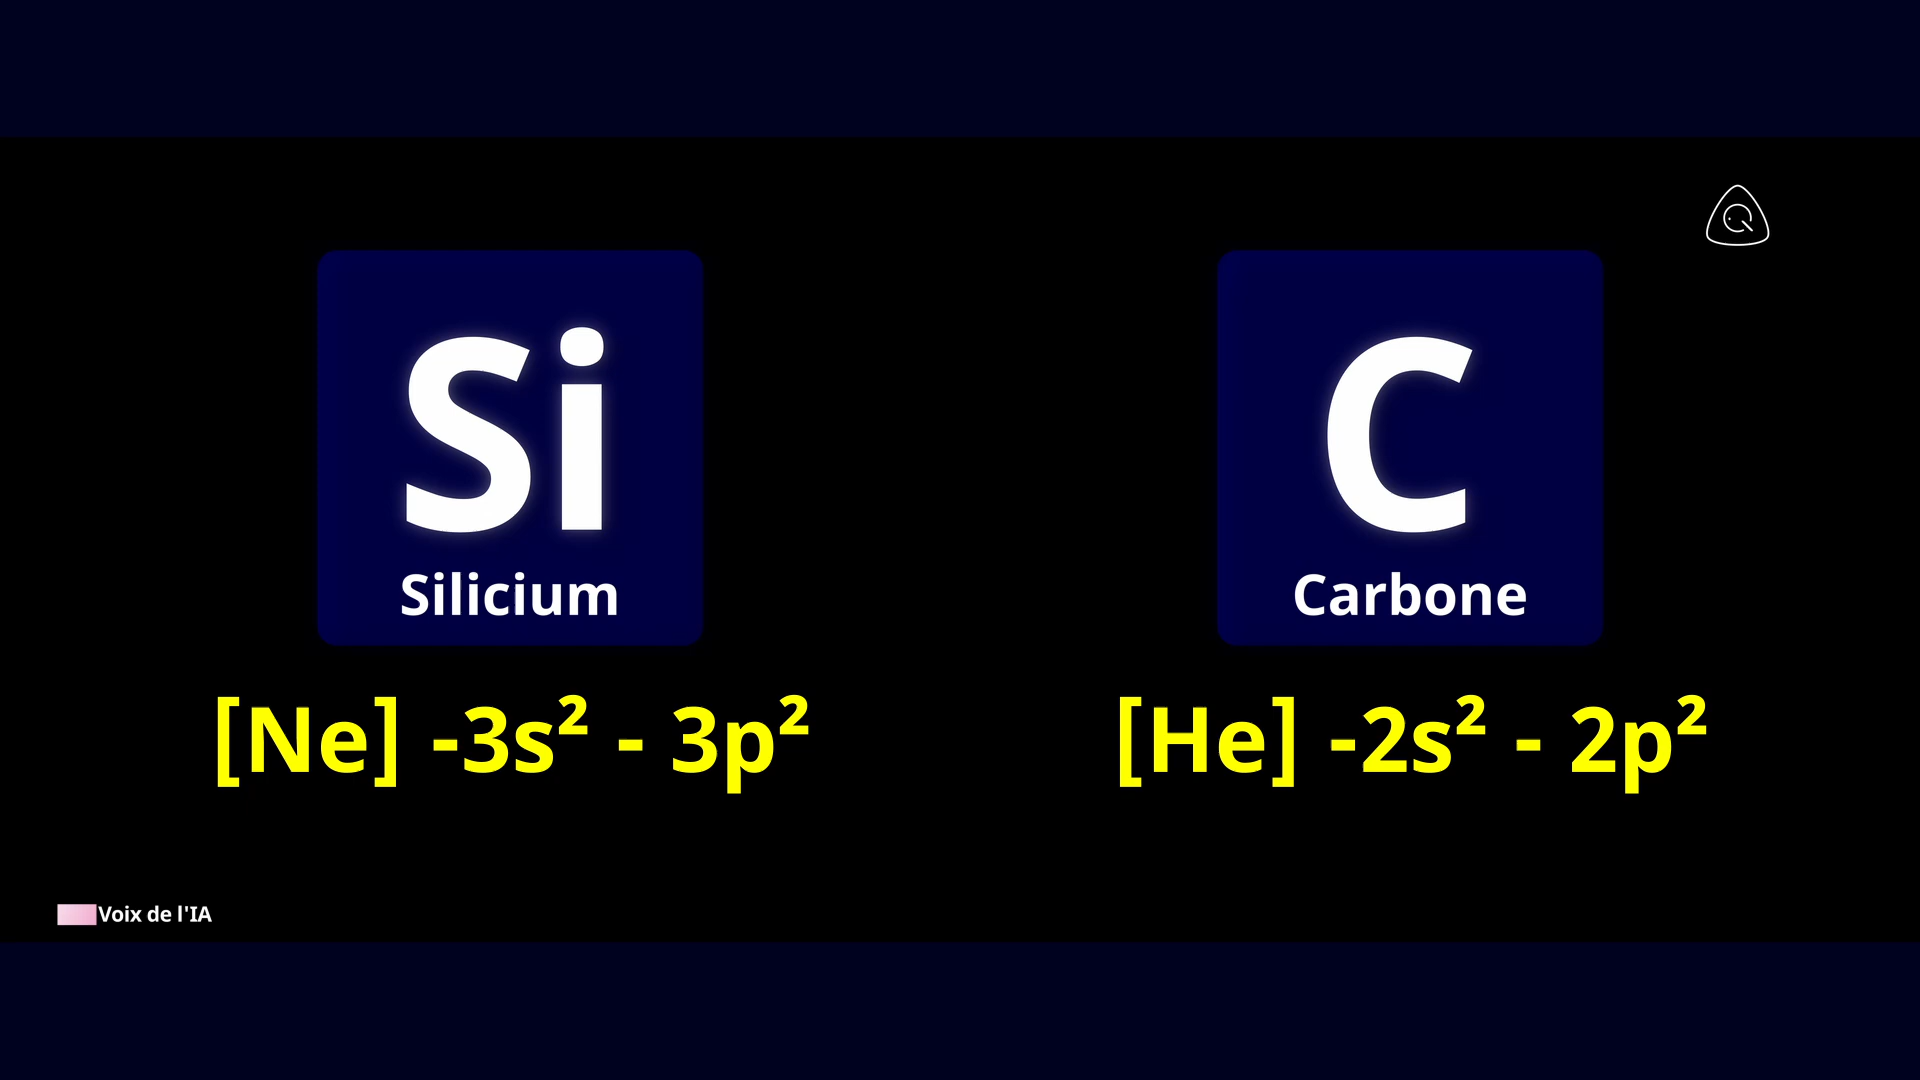 Si
Silicium
[Ne] -3s² - 3p²
C
Carbone
[He] -2s² - 2p²
Voix de l'IA